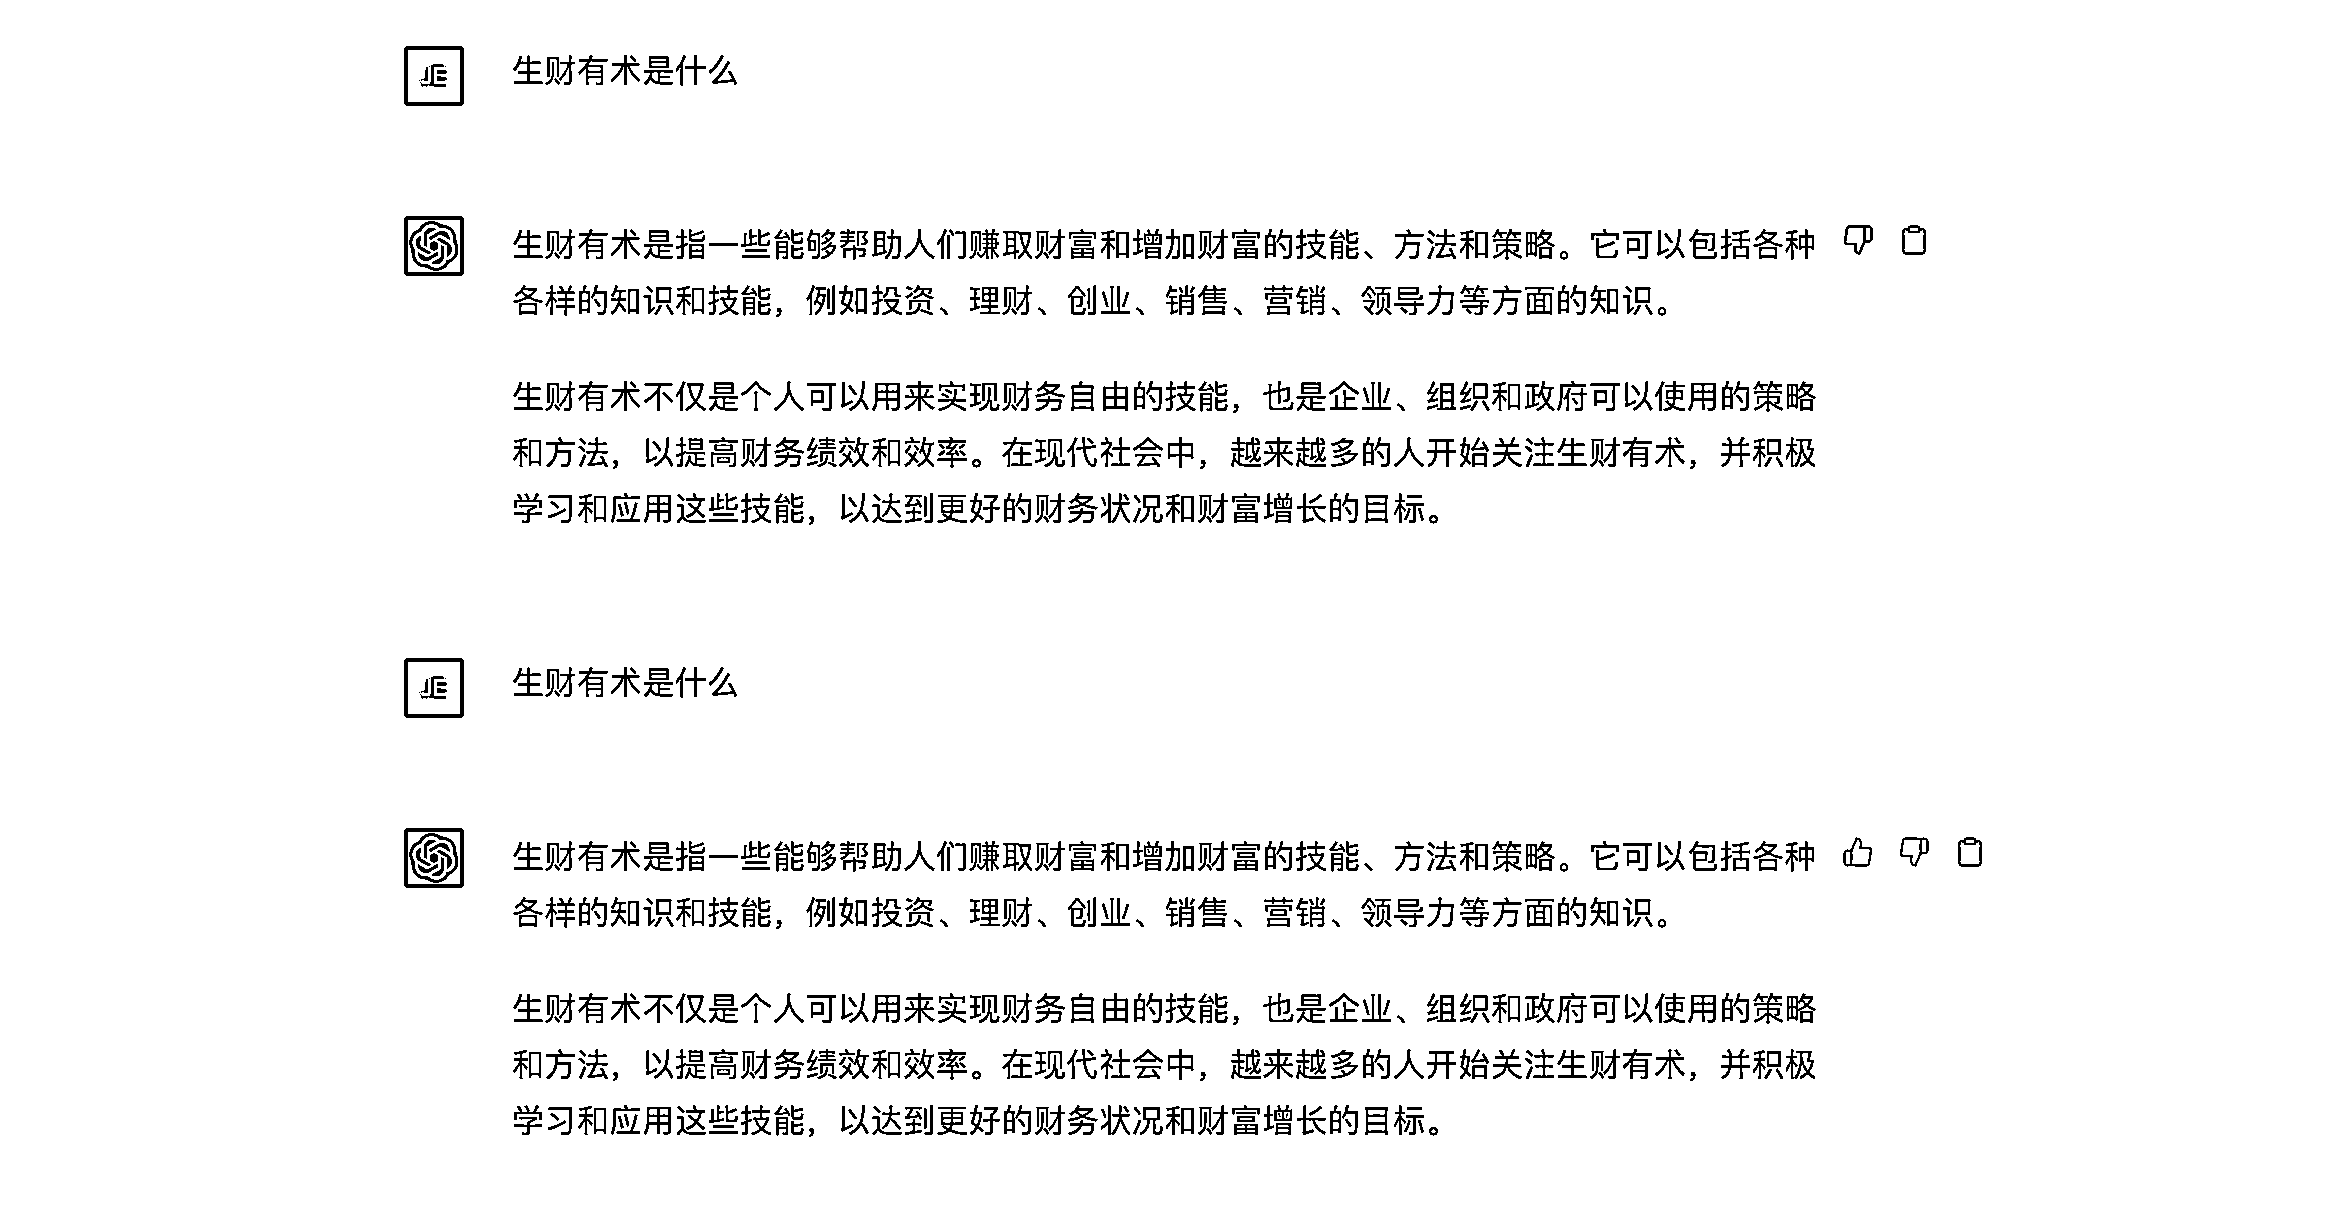 生财有术是什么
生财有术是指一些能够帮助人们赚取财富和增加财富的技能、方法和策略。它可以包括各种
各样的知识和技能，例如投资、理财、创业、销售、营销、领导力等方面的知识。
生财有术不仅是个人可以用来实现财务自由的技能，也是企业、组织和政府可以使用的策略
和方法，以提高财务绩效和效率。在现代社会中，越来越多的人开始关注生财有术，并积极
学习和应用这些技能，以达到更好的财务状况和财富增长的目标。
生财有术是什么
生财有术是指一些能够帮助人们赚取财富和增加财富的技能、方法和策略。它可以包括各种
各样的知识和技能，例如投资、理财、创业、销售、营销、领导力等方面的知识。
生财有术不仅是个人可以用来实现财务自由的技能，也是企业、组织和政府可以使用的策略
和方法，以提高财务绩效和效率。在现代社会中，越来越多的人开始关注生财有术，并积极
学习和应用这些技能，以达到更好的财务状况和财富增长的目标。